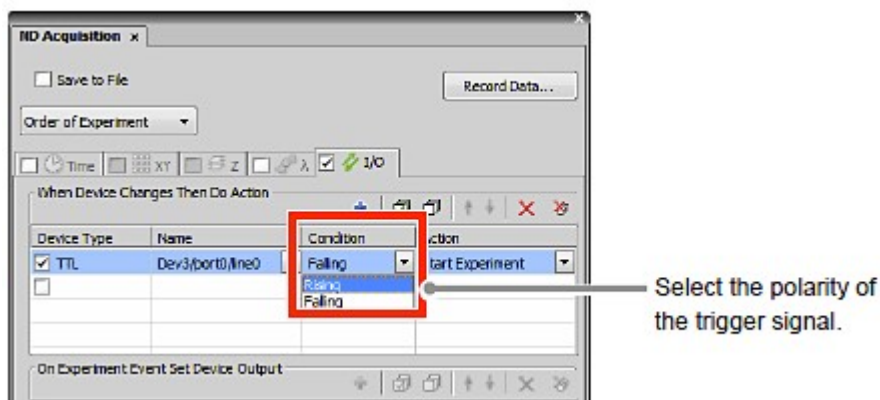 ND Acquisition x
Save to File
Record Data...
Order of Experiment
Time XY Z λ I/O
When Device Changes Then Do Action
Device Type Name Condition Action
TTL Dev3/port0/line0 Falling Start Experiment
Rising
Falling
Select the polarity of
the trigger signal.
On Experiment Event Set Device Output